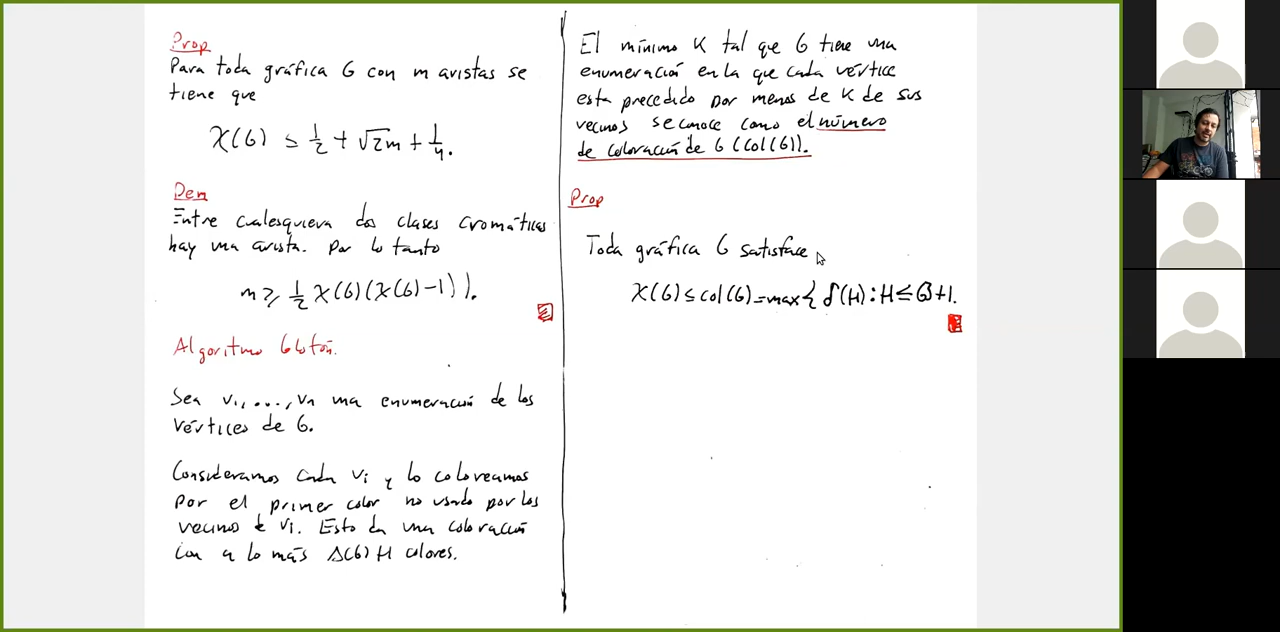 Prop
Para toda gráfica G con m aristas se
tiene que
χ(G) ≤ 1/2 + √2m + 1/4.
Dem
Entre cualesquiera dos clases cromáticas
hay una arista. Por lo tanto
m ≥ 1/2 χ(G)(χ(G)-1)).
Algoritmo Glotón.
Sea v1, ..., vn una enumeración de los
vértices de G.
Consideramos cada vi y lo coloreamos
por el primer color no usado por los
vecinos de vi. Esto da una coloración
con a lo más Δ(G)+1 colores.
El mínimo K tal que G tiene una
enumeración en la que cada vértice
esta precedido por menos de K de sus
vecinos se conoce como el número
de coloración de G (Col(G)).
Prop
Toda gráfica G satisface
χ(G) ≤ col(G) = max{ δ(H) : H ≤ G}+1.